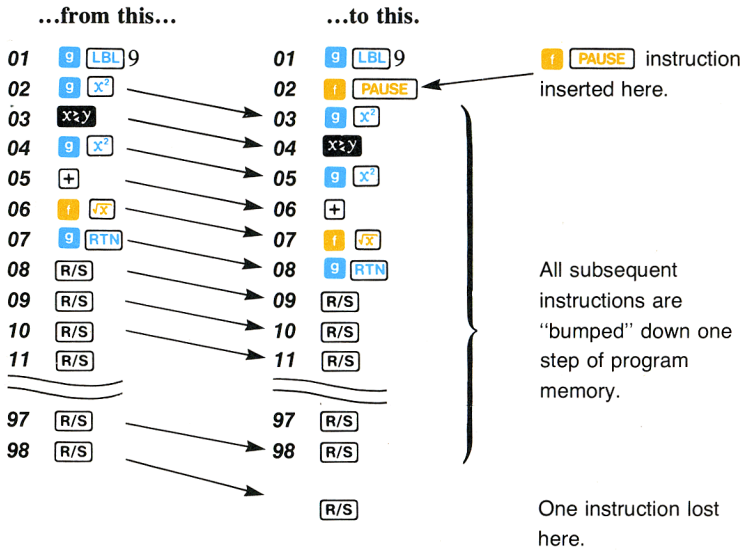 ...from this... ...to this.
01 g LBL 9 01 g LBL 9 f PAUSE instruction
02 g x² 02 f PAUSE inserted here.
03 x⇄y 03 g x²
04 g x² 04 x⇄y
05 + 05 g x²
06 f √x 06 +
07 g RTN 07 f √x
08 R/S 08 g RTN All subsequent
09 R/S 09 R/S instructions are
10 R/S 10 R/S "bumped" down one
11 R/S 11 R/S step of program
memory.
97 R/S 97 R/S
98 R/S 98 R/S
R/S One instruction lost
here.